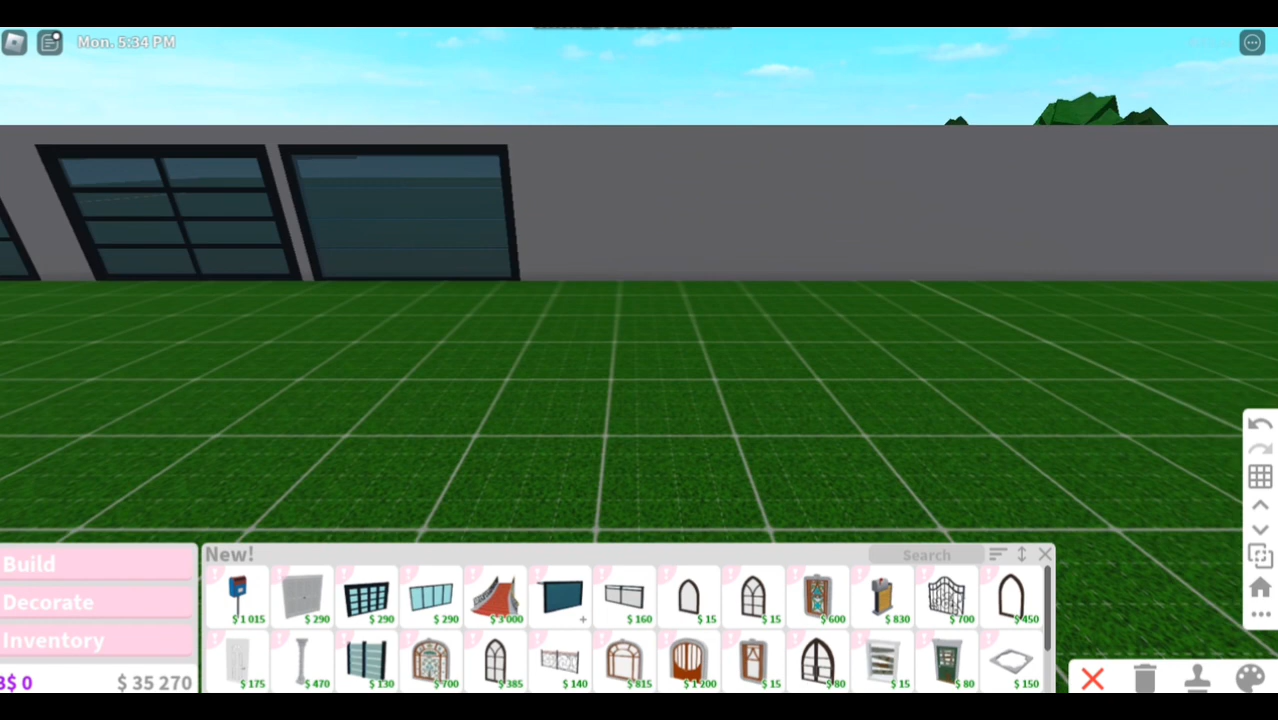 Mon. 5:34 PM
Build
Decorate
Inventory
B$ 0
$ 35 270
New!
Search
$ 1 015
$ 290
$ 290
$ 290
$ 3 000
+
$ 160
$ 15
$ 15
$ 600
$ 830
$ 700
$ 450
$ 175
$ 470
$ 130
$ 700
$ 385
$ 140
$ 815
$ 1 200
$ 15
$ 80
$ 15
$ 80
$ 150